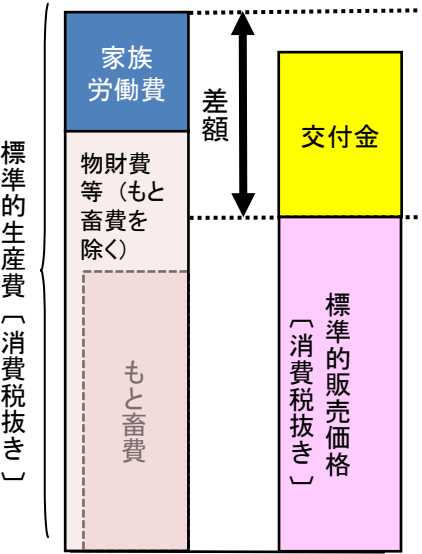 標準的生産費〔消費税抜き〕
家族
労働費
物財費
等（もと
畜費を
除く）
もと畜費
差額
交付金
標準的販売価格
〔消費税抜き〕